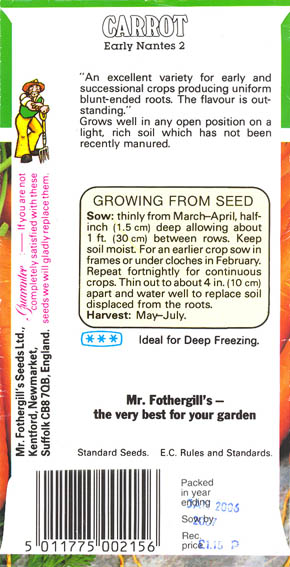 CARROT
Early Nantes 2
"An excellent variety for early and
successional crops producing uniform
blunt-ended roots. The flavour is out-
standing."
Grows well in any open position on a
light, rich soil which has not been
recently manured.
GROWING FROM SEED
Sow: thinly from March–April, half-
inch (1.5 cm) deep allowing about
1 ft. (30 cm) between rows. Keep
soil moist. For an earlier crop sow in
frames or under cloches in February.
Repeat fortnightly for continuous
crops. Thin out to about 4 in. (10 cm)
apart and water well to replace soil
displaced from the roots.
Harvest: May–July.
*** Ideal for Deep Freezing.
Guarantee :— If you are not
completely satisfied with these
seeds we will gladly replace them.
Mr. Fothergill's Seeds Ltd.,
Kentford, Newmarket,
Suffolk CB8 7QB, England.
Mr. Fothergill's –
the very best for your garden
Standard Seeds. E.C. Rules and Standards.
Packed
in year
ending 2006
Sow by 2007
Rec.
price £1.15 P
5 011775 002156